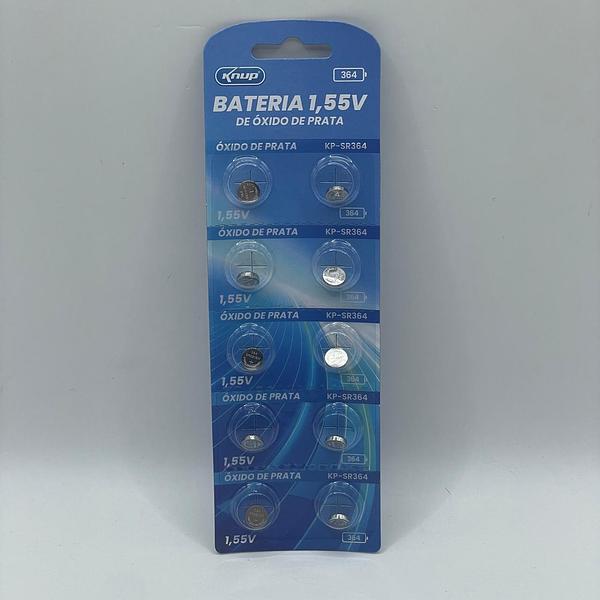 Knup
364
BATERIA 1,55V
DE ÓXIDO DE PRATA
ÓXIDO DE PRATA KP-SR364
1,55V 364
ÓXIDO DE PRATA KP-SR364
1,55V 364
ÓXIDO DE PRATA KP-SR364
1,55V 364
ÓXIDO DE PRATA KP-SR364
1,55V 364
ÓXIDO DE PRATA KP-SR364
1,55V 364